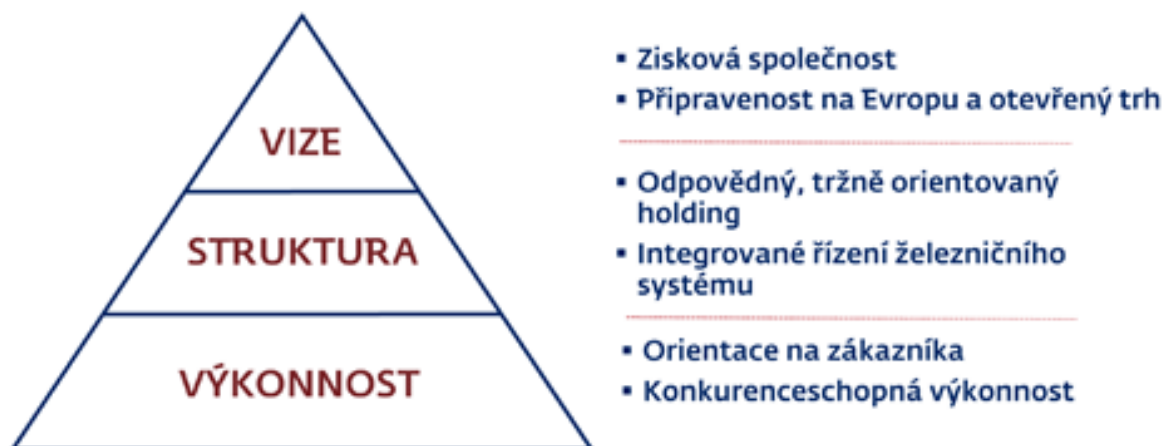 VIZE
▪ Zisková společnost
▪ Připravenost na Evropu a otevřený trh
STRUKTURA
▪ Odpovědný, tržně orientovaný
holding
▪ Integrované řízení železničního
systému
VÝKONNOST
▪ Orientace na zákazníka
▪ Konkurenceschopná výkonnost